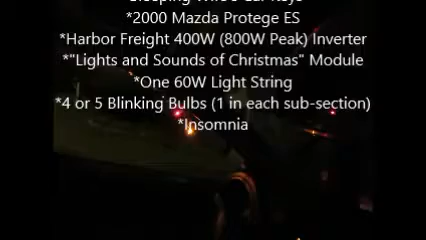 *2000 Mazda Protege ES
*Harbor Freight 400W (800W Peak) Inverter
*"Lights and Sounds of Christmas" Module
*One 60W Light String
*4 or 5 Blinking Bulbs (1 in each sub-section)
*Insomnia